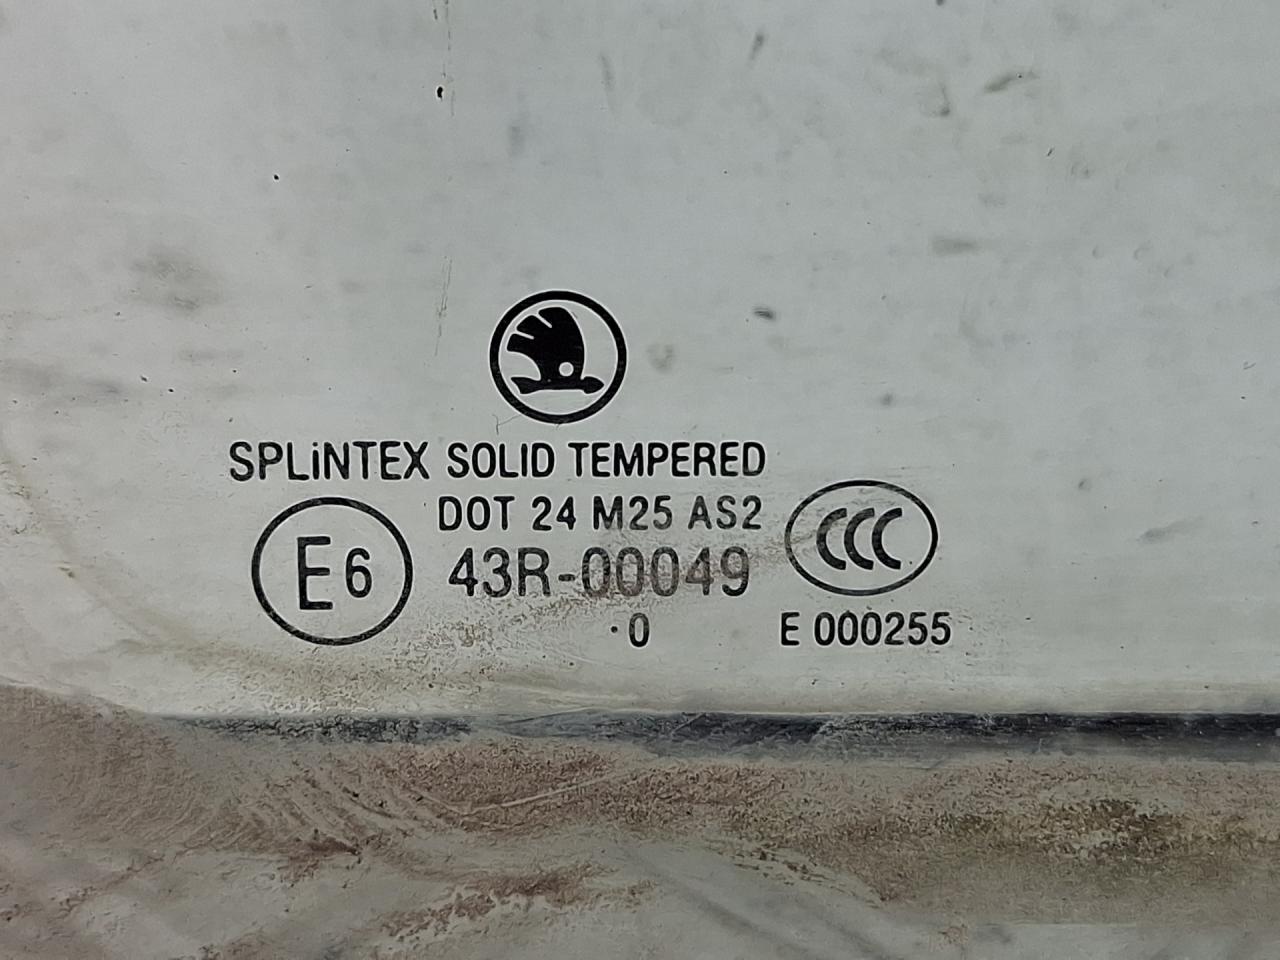 SPLiNTEX SOLID TEMPERED
DOT 24 M25 AS2
CCC
E6
43R-00049
·0
E 000255